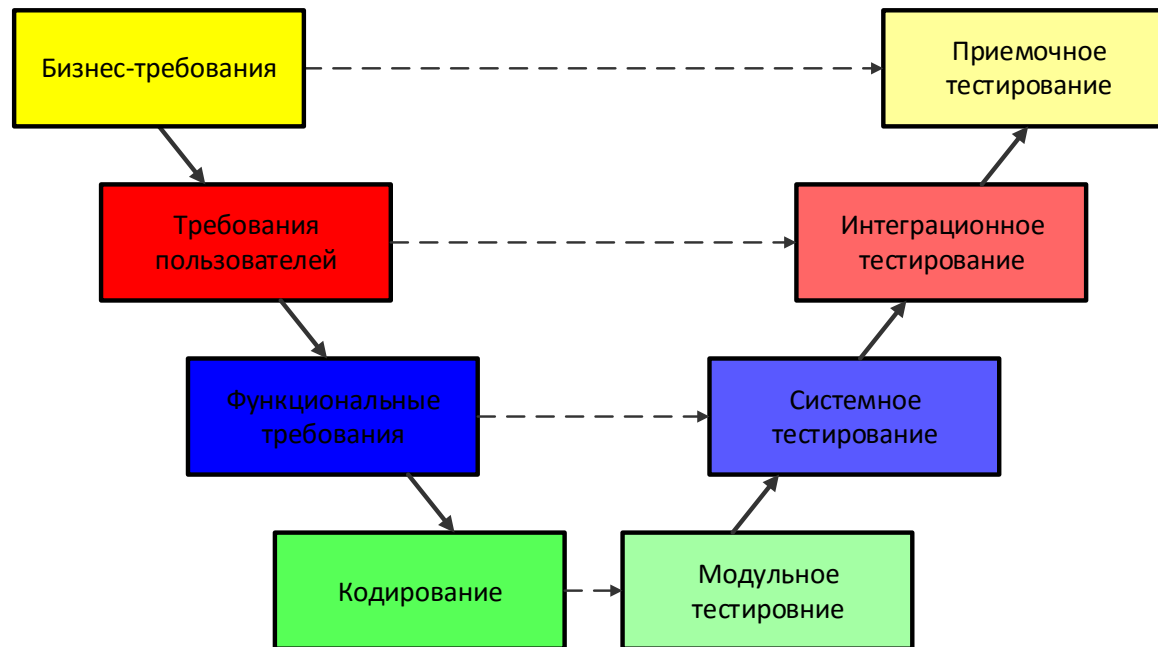 Бизнес-требования
Приемочное
тестирование
Требования
пользователей
Интеграционное
тестирование
Функциональные
требования
Системное
тестирование
Кодирование
Модульное
тестировние